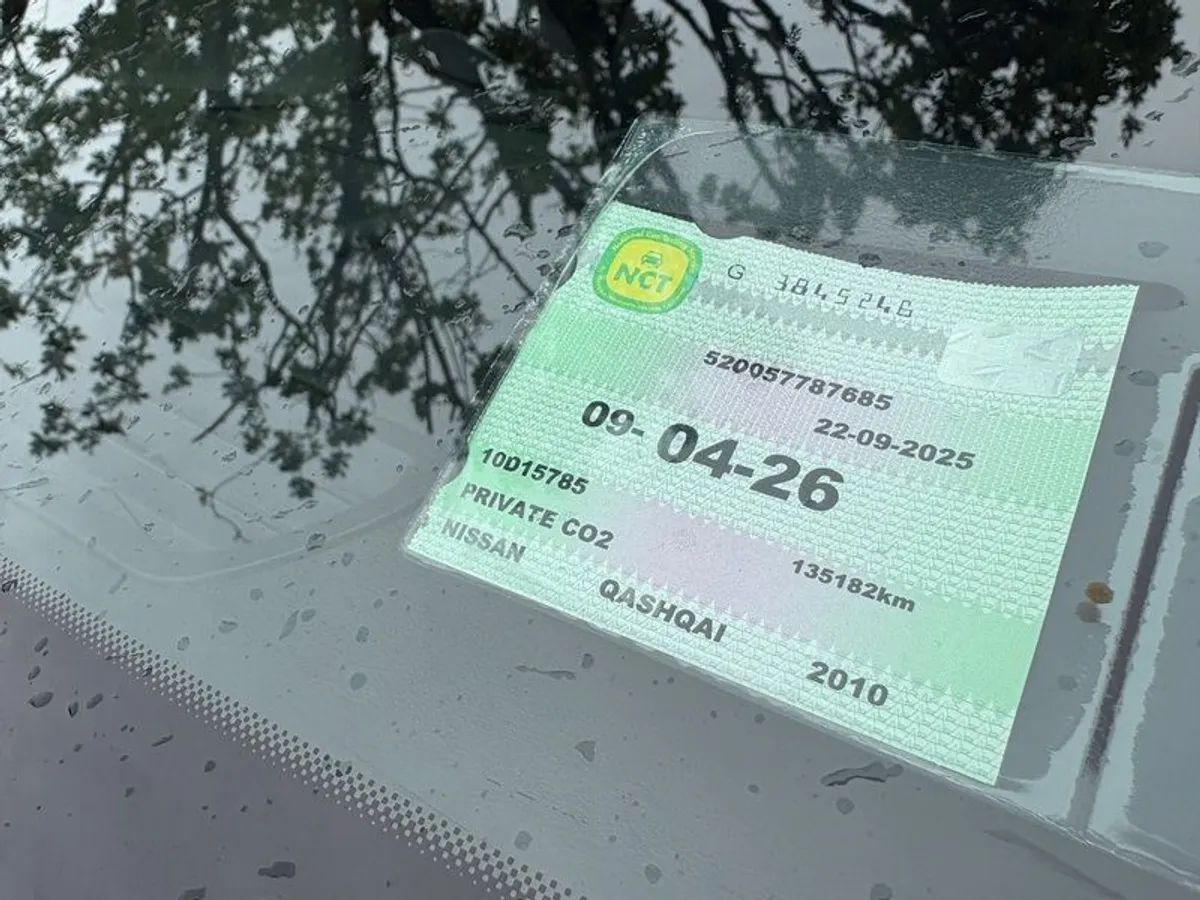 NCT
G 3845246
520057787685
22-09-2025
09-04-26
10D15785
PRIVATE CO2
135182km
NISSAN
QASHQAI
2010